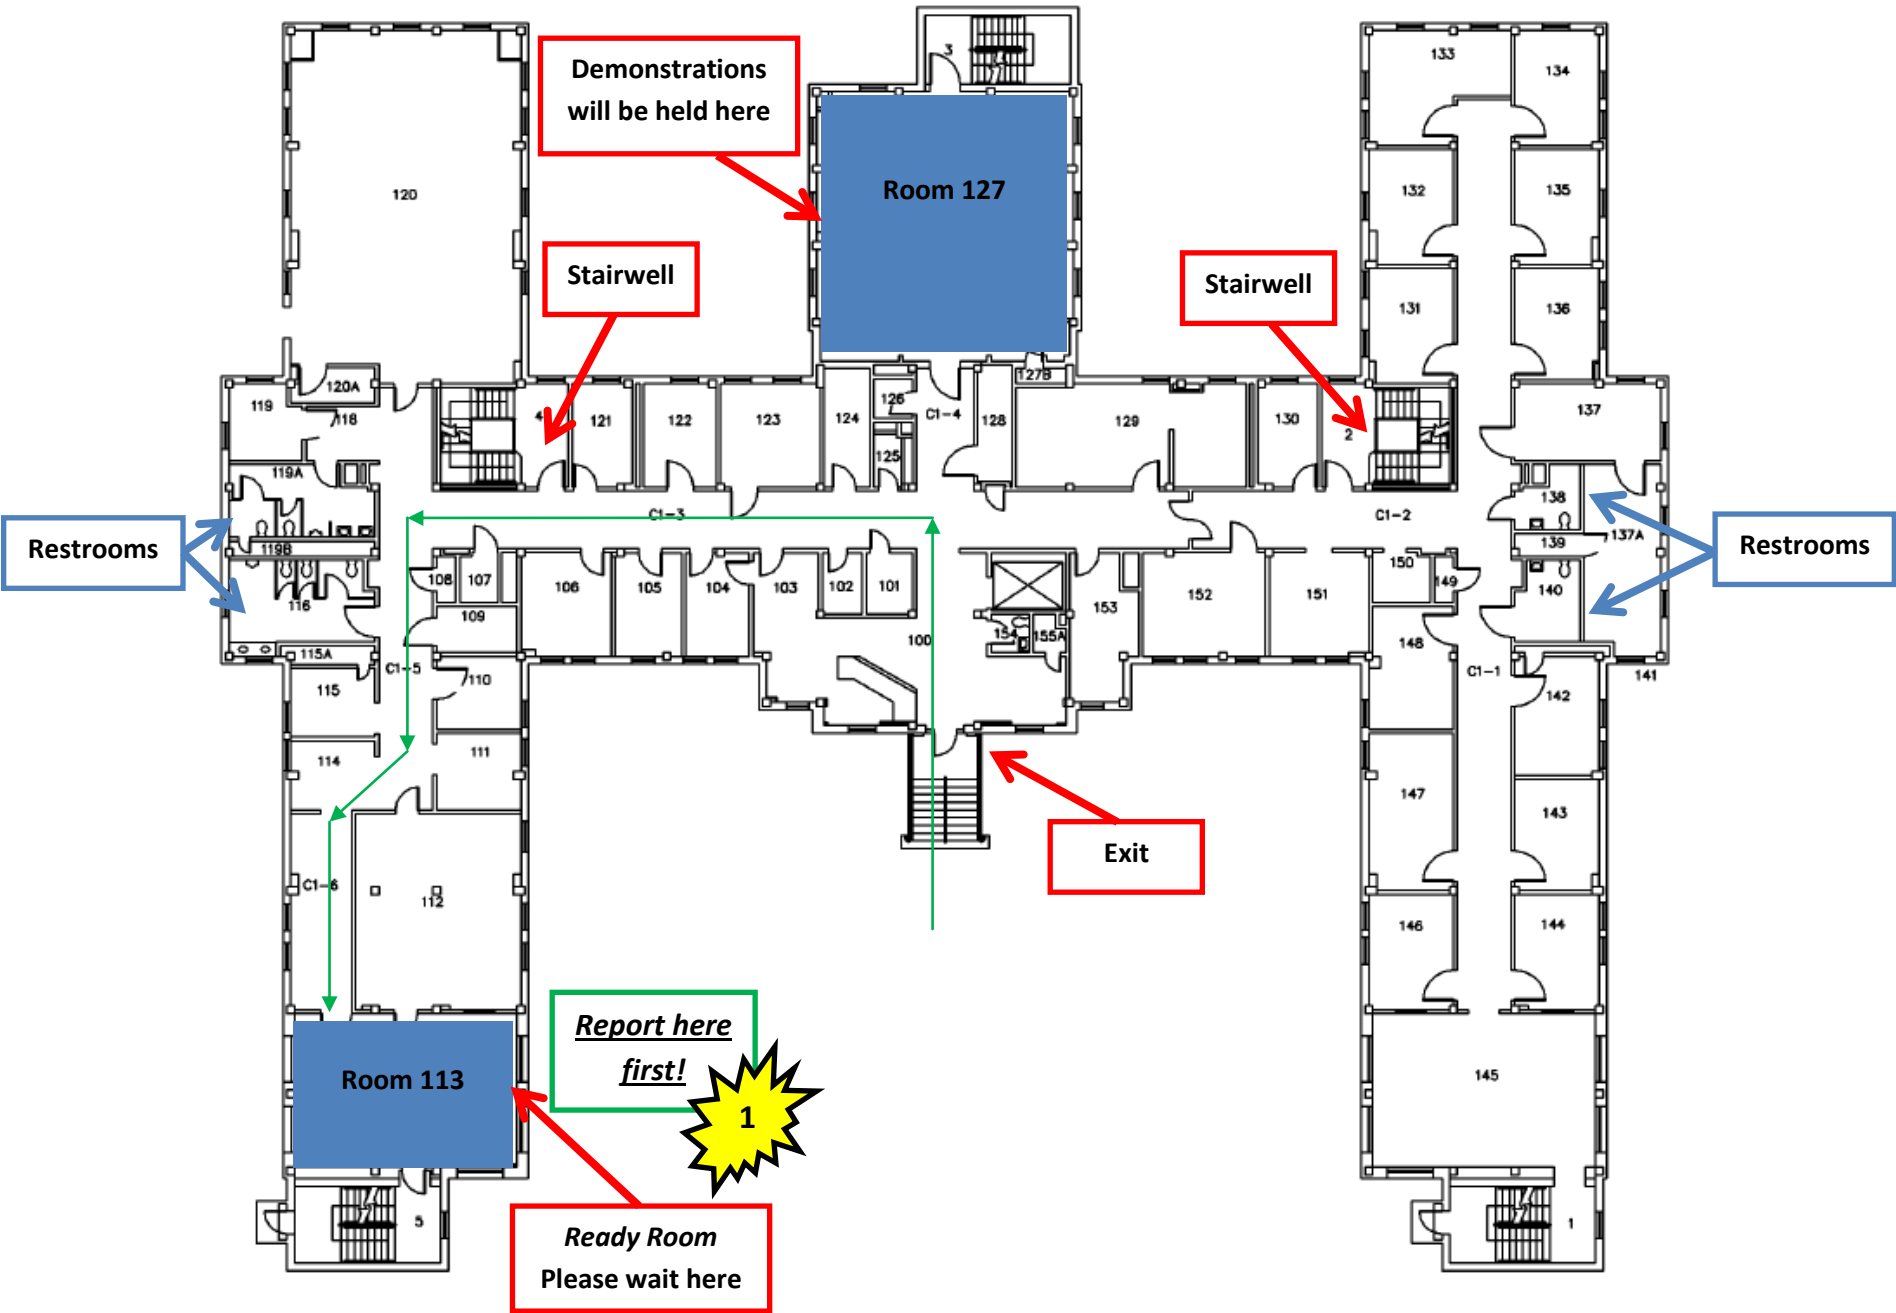 3
133
134
Demonstrations
will be held here
120
Room 127
132
135
Stairwell
Stairwell
131
136
120A
127B
119
118
4
121
122
123
124
126
C1-4
128
129
130
2
137
125
119A
138
C1-3
C1-2
Restrooms
119B
139
137A
Restrooms
108
107
106
105
104
103
102
101
116
109
100
154
155A
153
152
151
150
149
140
148
115A
C1-5
110
115
C1-1
141
142
114
111
147
143
Exit
C1-6
112
146
144
Report here
first!
Room 113
1
145
5
1
Ready Room
Please wait here